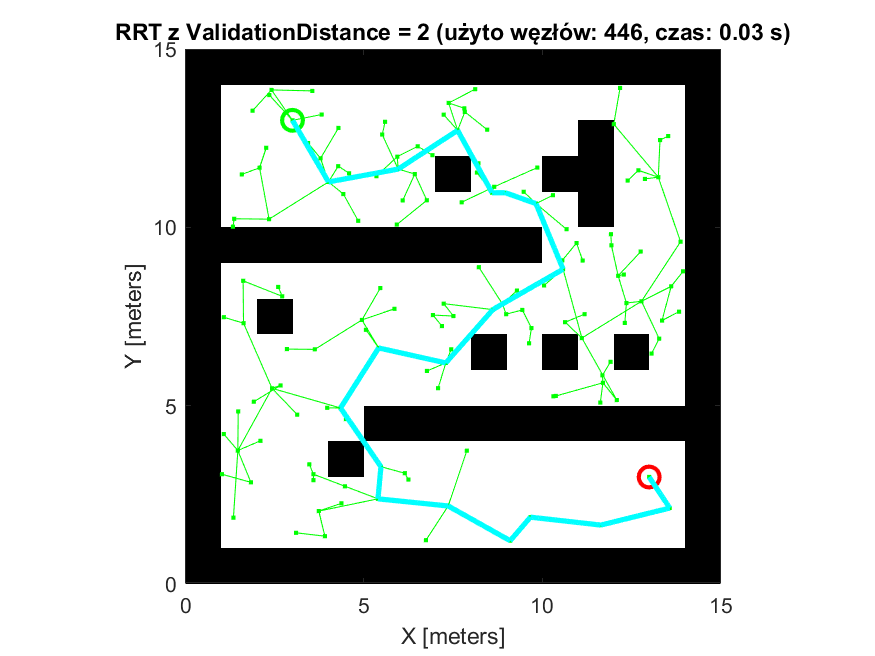 RRT z ValidationDistance = 2 (użyto węzłów: 446, czas: 0.03 s)
15
10
Y [meters]
5
0
0 5 10 15
X [meters]